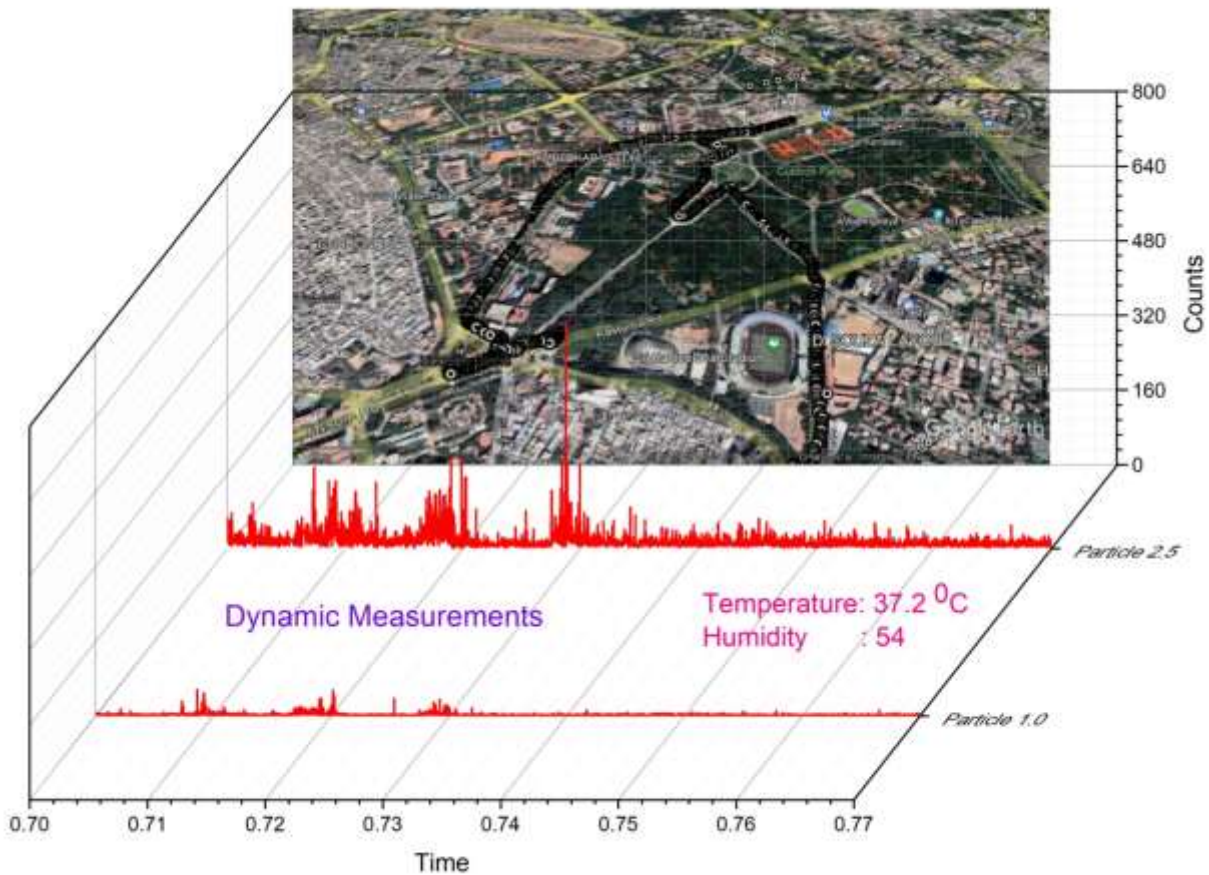 800
640
480
320
160
0
Counts
Particle 2.5
Dynamic Measurements
Temperature: 37.2 ⁰C
Humidity : 54
Particle 1.0
0.70 0.71 0.72 0.73 0.74 0.75 0.76 0.77
Time